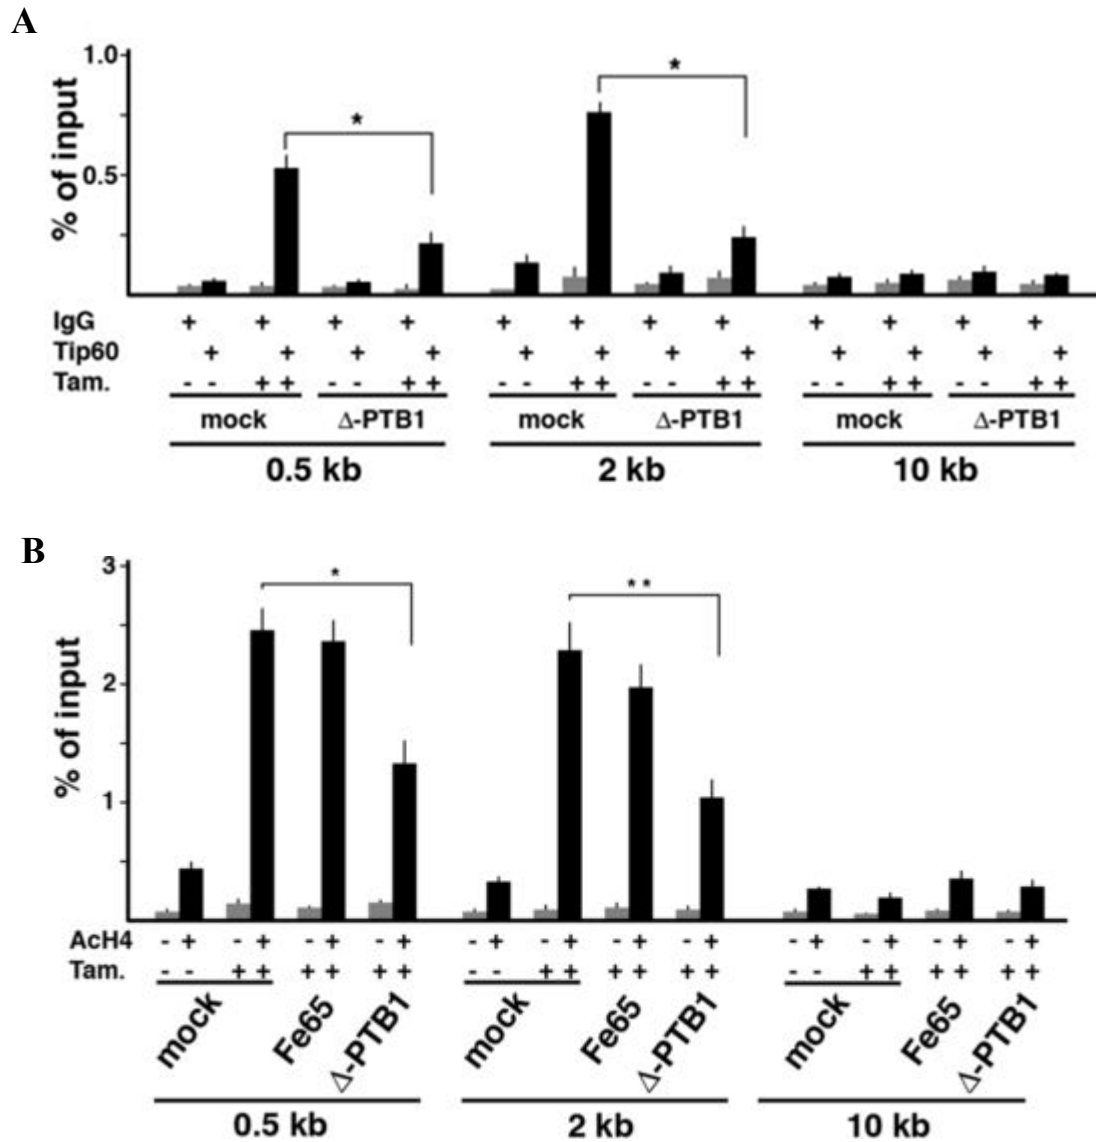 A
1.0
*
*
0.5
% of input
IgG + + + + + + + + + + + +
Tip60 + + + + + + + + + + + +
Tam. - - + + - - + + - - + + - - + + - - + + - - + +
mock Δ-PTB1 mock Δ-PTB1 mock Δ-PTB1
0.5 kb 2 kb 10 kb
B
3
*
**
2
% of input
1
AcH4 - + - + - + - + - + - + - + - + - + - + - + - +
Tam. - - + + + + + + - - + + + + + + - - + + + + + +
mock Fe65 Δ-PTB1 mock Fe65 Δ-PTB1 mock Fe65 Δ-PTB1
0.5 kb 2 kb 10 kb